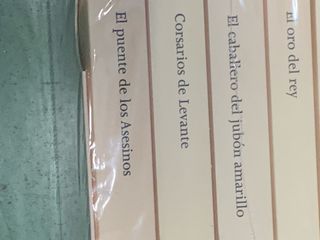 El oro del rey
El caballero del jubón amarillo
Corsarios de Levante
El puente de los Asesinos